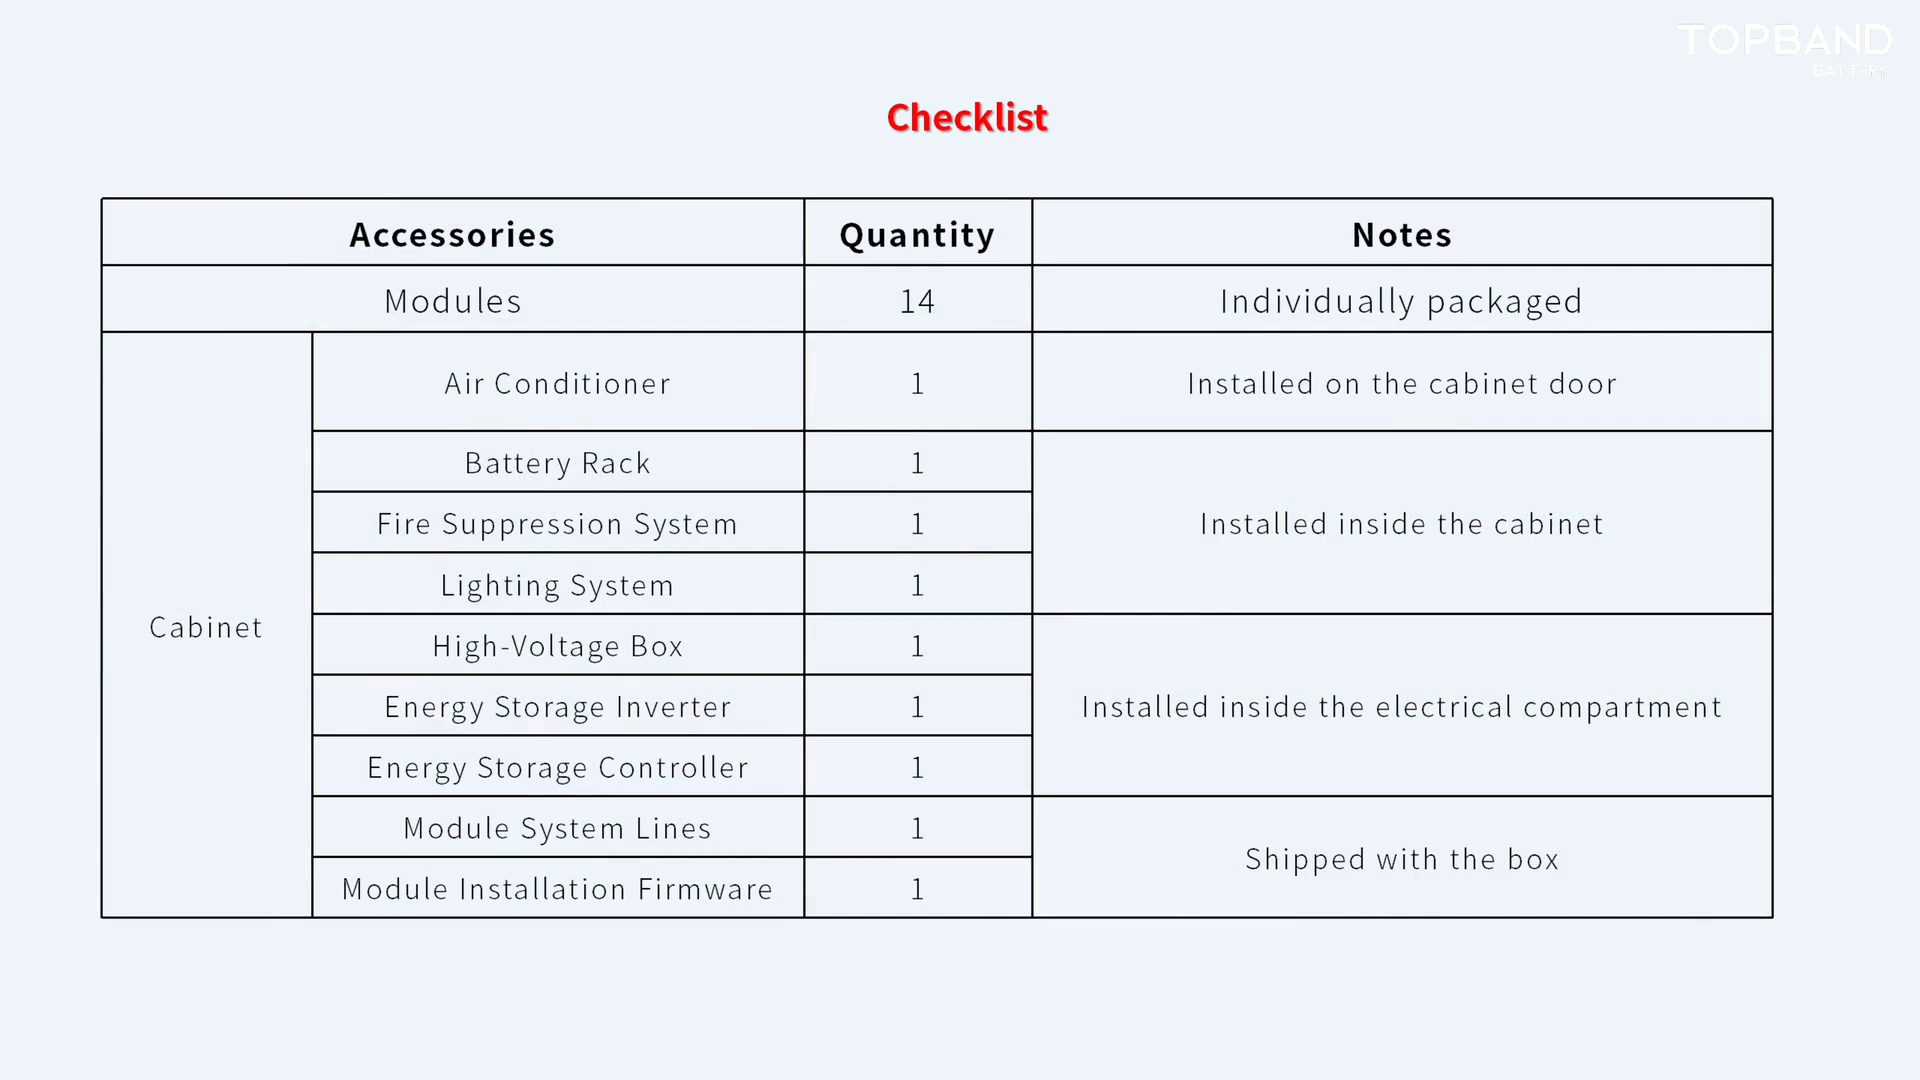 TOPBAND
BATTERY
Checklist
Accessories Quantity Notes
Modules 14 Individually packaged
Air Conditioner 1 Installed on the cabinet door
Battery Rack 1
Fire Suppression System 1 Installed inside the cabinet
Lighting System 1
Cabinet
High-Voltage Box 1
Energy Storage Inverter 1 Installed inside the electrical compartment
Energy Storage Controller 1
Module System Lines 1
Shipped with the box
Module Installation Firmware 1